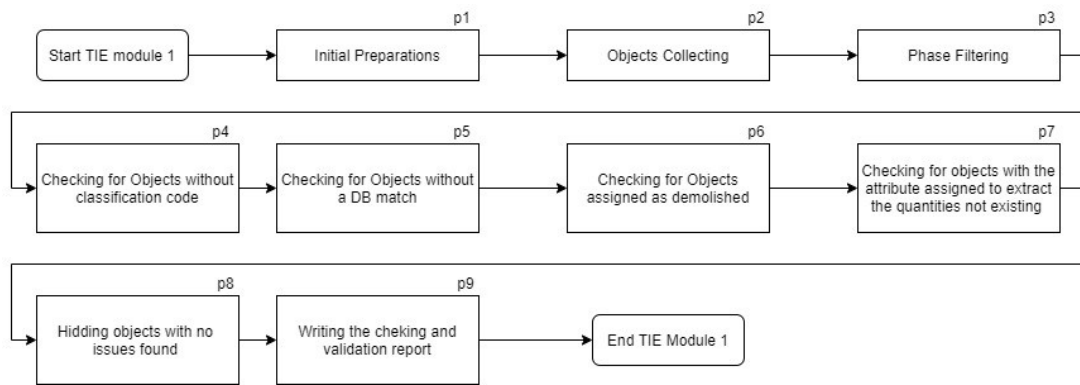 p1
p2
p3
Start TIE module 1
Initial Preparations
Objects Collecting
Phase Filtering
p4
p5
p6
p7
Checking for Objects without
classification code
Checking for Objects without
a DB match
Checking for Objects
assigned as demolished
Checking for objects with the
attribute assigned to extract
the quantities not existing
p8
p9
Hidding objects with no
issues found
Writing the cheking and
validation report
End TIE Module 1